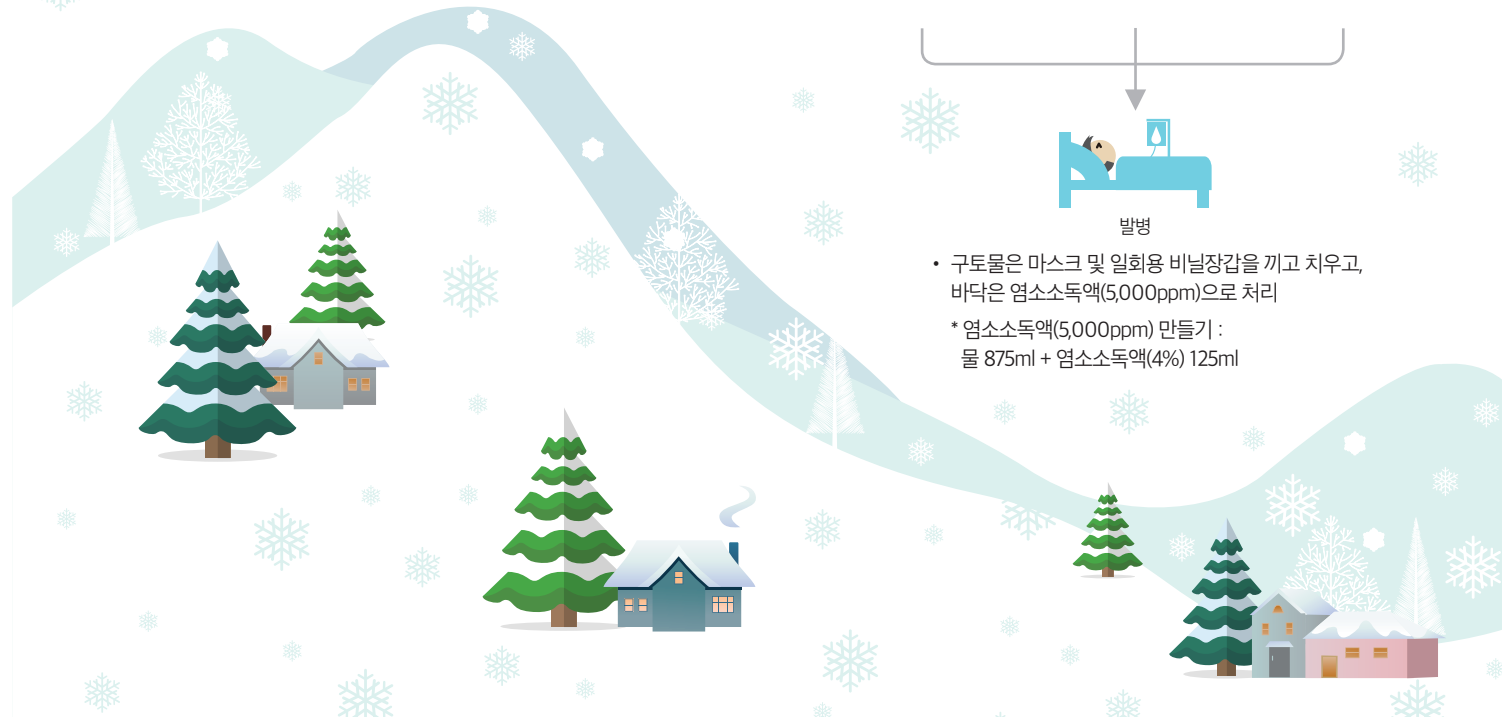 발병
• 구토물은 마스크 및 일회용 비닐장갑을 끼고 치우고,
바닥은 염소소독액(5,000ppm)으로 처리
* 염소소독액(5,000ppm) 만들기 :
물 875ml + 염소소독액(4%) 125ml